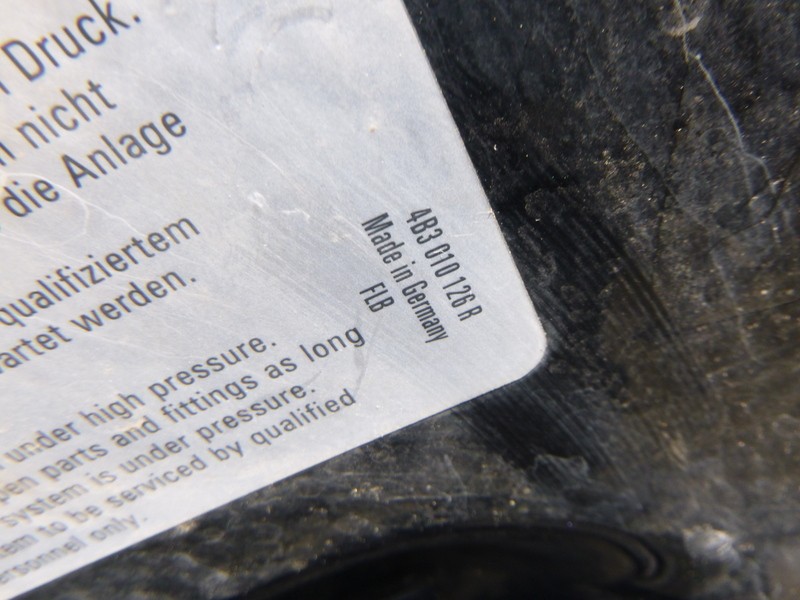 Druck.
nicht
die Anlage
qualifiziertem
werden.
under high pressure.
parts and fittings as long
system is under pressure.
to be serviced by qualified
only.
4B3 010 126 R
Made in Germany
FLB